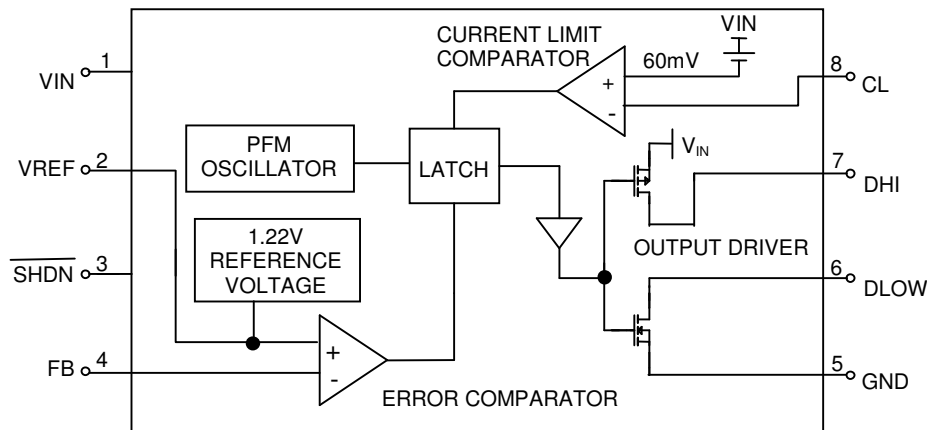 VIN
CURRENT LIMIT
COMPARATOR
60mV
+
-
1
VIN
8
CL
PFM
OSCILLATOR
LATCH
VIN
2
VREF
7
DHI
1.22V
REFERENCE
VOLTAGE
OUTPUT DRIVER
3
SHDN
6
DLOW
+
-
4
FB
5
GND
ERROR COMPARATOR